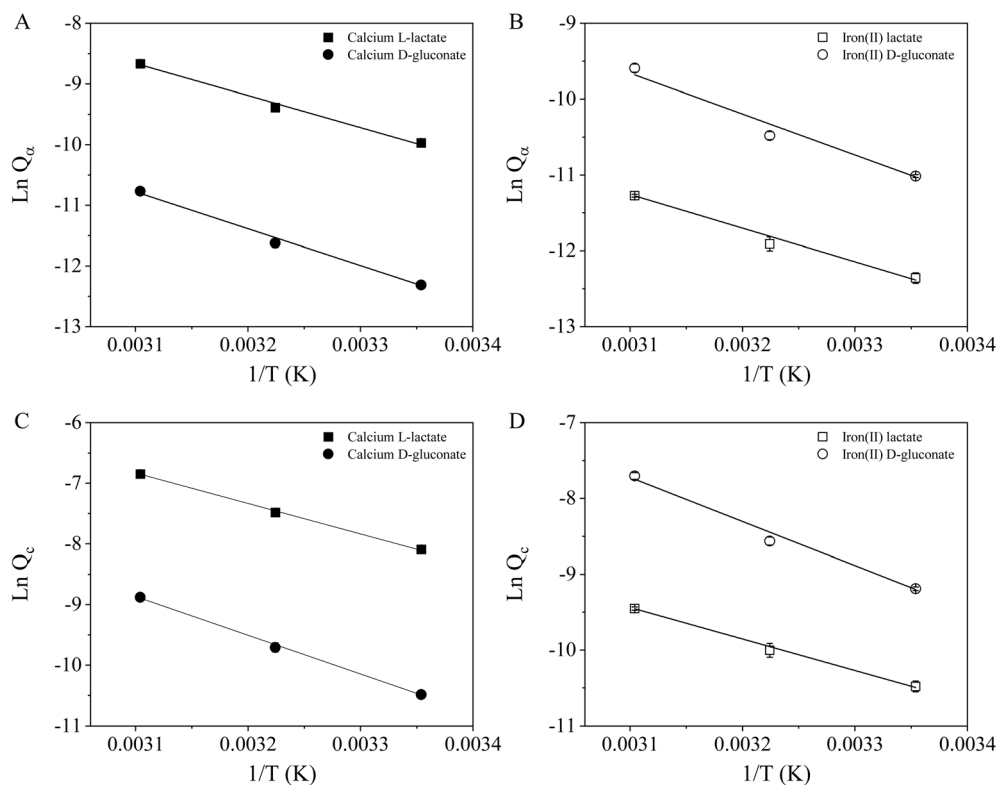 A
B
-8
-9
-10
-11
-12
-13
Ln Qα
Calcium L-lactate
Calcium D-gluconate
0.0031
0.0032
0.0033
0.0034
1/T (K)
-9
-10
-11
-12
-13
Ln Qα
Iron(II) lactate
Iron(II) D-gluconate
0.0031
0.0032
0.0033
0.0034
1/T (K)
C
D
-6
-7
-8
-9
-10
-11
Ln Qc
Calcium L-lactate
Calcium D-gluconate
0.0031
0.0032
0.0033
0.0034
1/T (K)
-7
-8
-9
-10
-11
Ln Qc
Iron(II) lactate
Iron(II) D-gluconate
0.0031
0.0032
0.0033
0.0034
1/T (K)